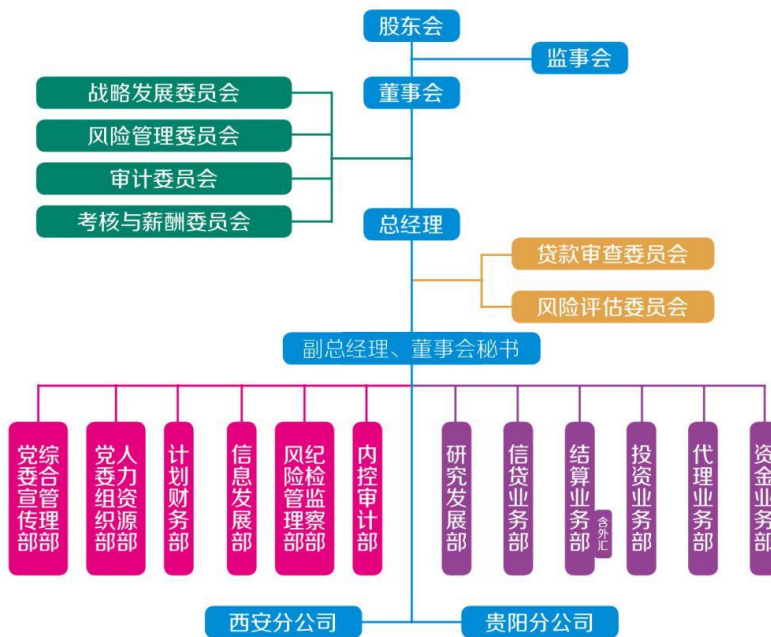 股东会
监事会
董事会
战略发展委员会
风险管理委员会
审计委员会
考核与薪酬委员会
总经理
贷款审查委员会
风险评估委员会
副总经理、董事会秘书
综合管理部
党委宣传部
人力资源部
党委组织部
计划财务部
信息发展部
纪检监察部
风险管理部
内控审计部
研究发展部
信贷业务部
结算业务部
含外汇
投资业务部
代理业务部
资金业务部
西安分公司
贵阳分公司